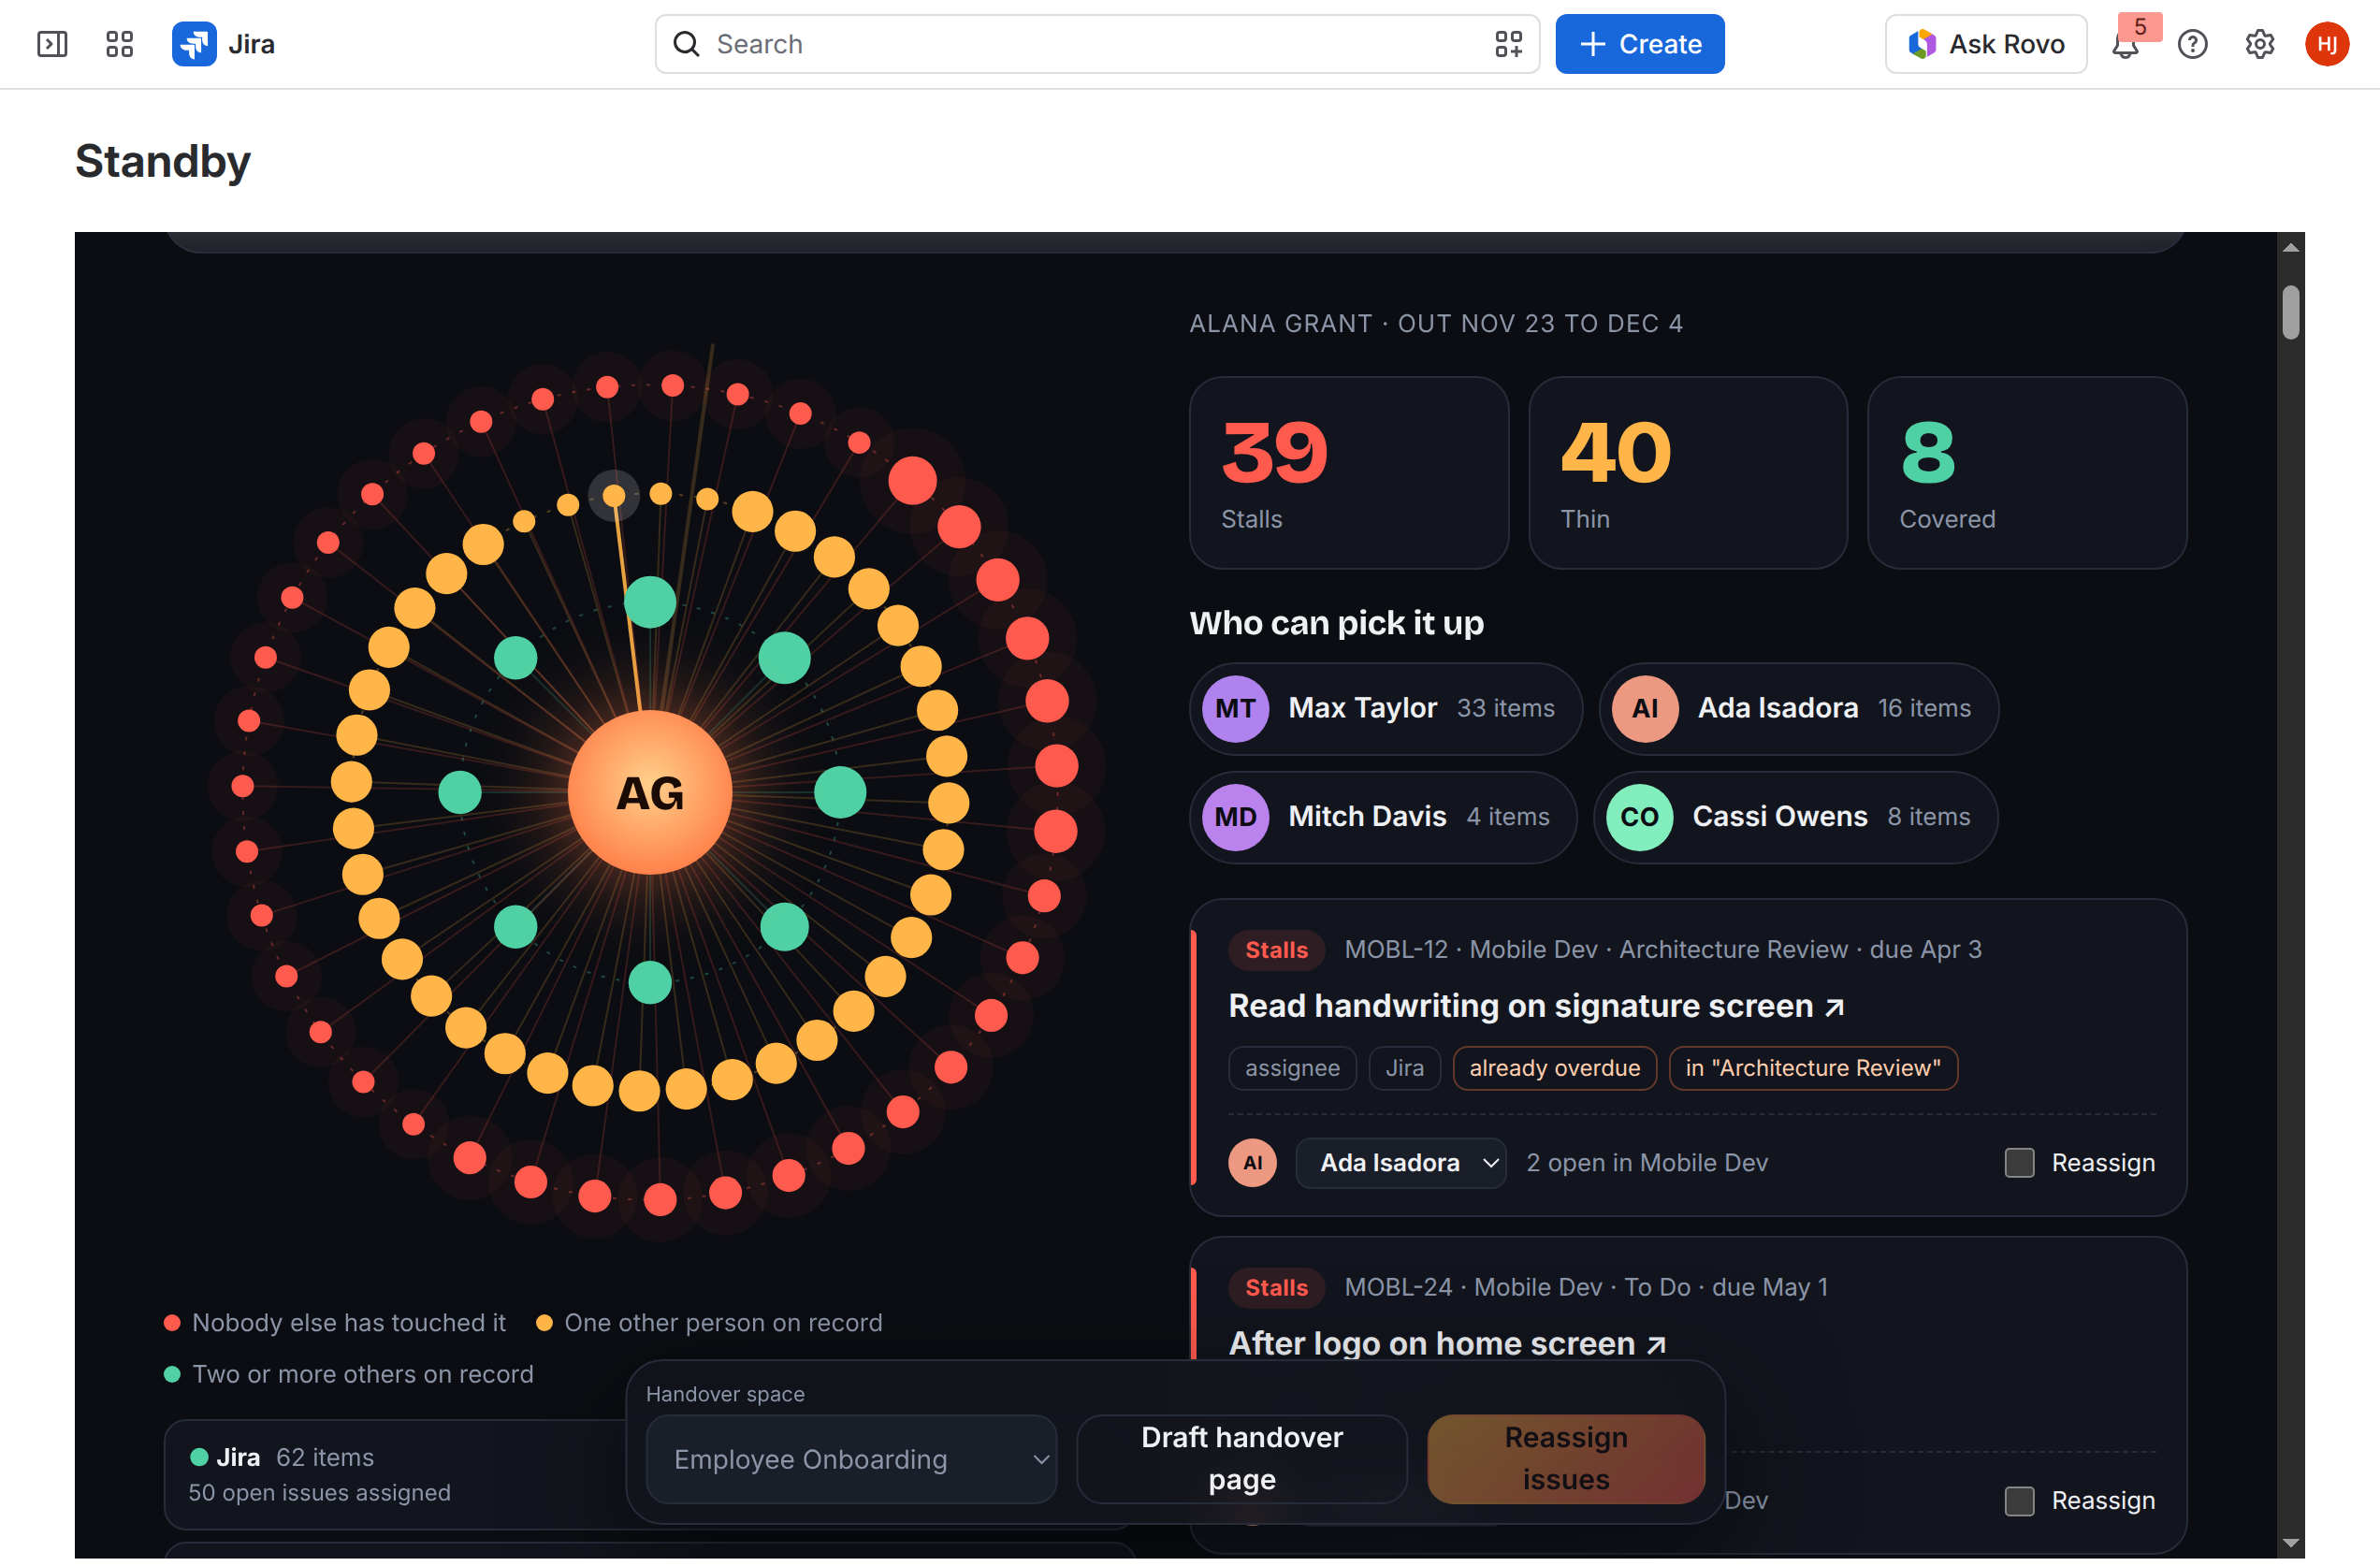 Jira
Search
Create
Ask Rovo
5
HJ
Standby
AG
Nobody else has touched it
One other person on record
Two or more others on record
Jira 62 items
50 open issues assigned
ALANA GRANT · OUT NOV 23 TO DEC 4
39
Stalls
40
Thin
8
Covered
Who can pick it up
MT Max Taylor 33 items
AI Ada Isadora 16 items
MD Mitch Davis 4 items
CO Cassi Owens 8 items
Stalls MOBL-12 · Mobile Dev · Architecture Review · due Apr 3
Read handwriting on signature screen ↗
assignee
Jira
already overdue
in "Architecture Review"
AI Ada Isadora 2 open in Mobile Dev
Reassign
Stalls MOBL-24 · Mobile Dev · To Do · due May 1
After logo on home screen ↗
Dev
Reassign
Handover space
Employee Onboarding
Draft handover
page
Reassign
issues